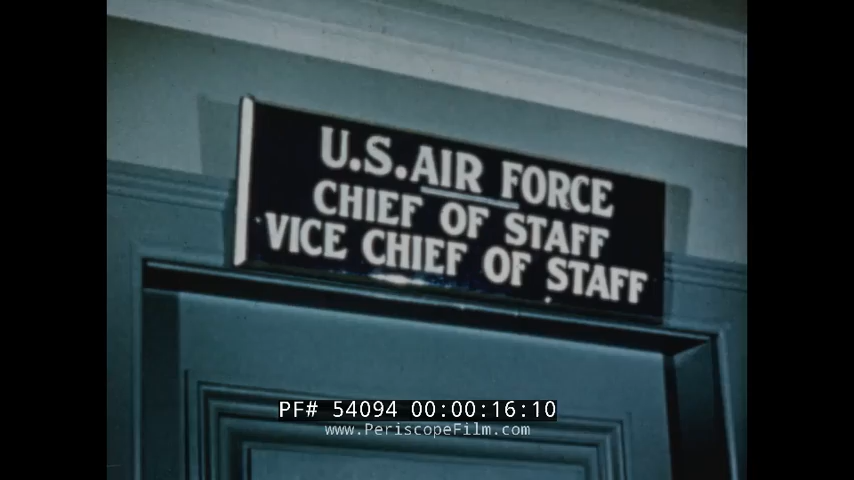 U.S. AIR FORCE
CHIEF OF STAFF
VICE CHIEF OF STAFF
PF# 54094 00:00:16:10
www.PeriscopeFilm.com